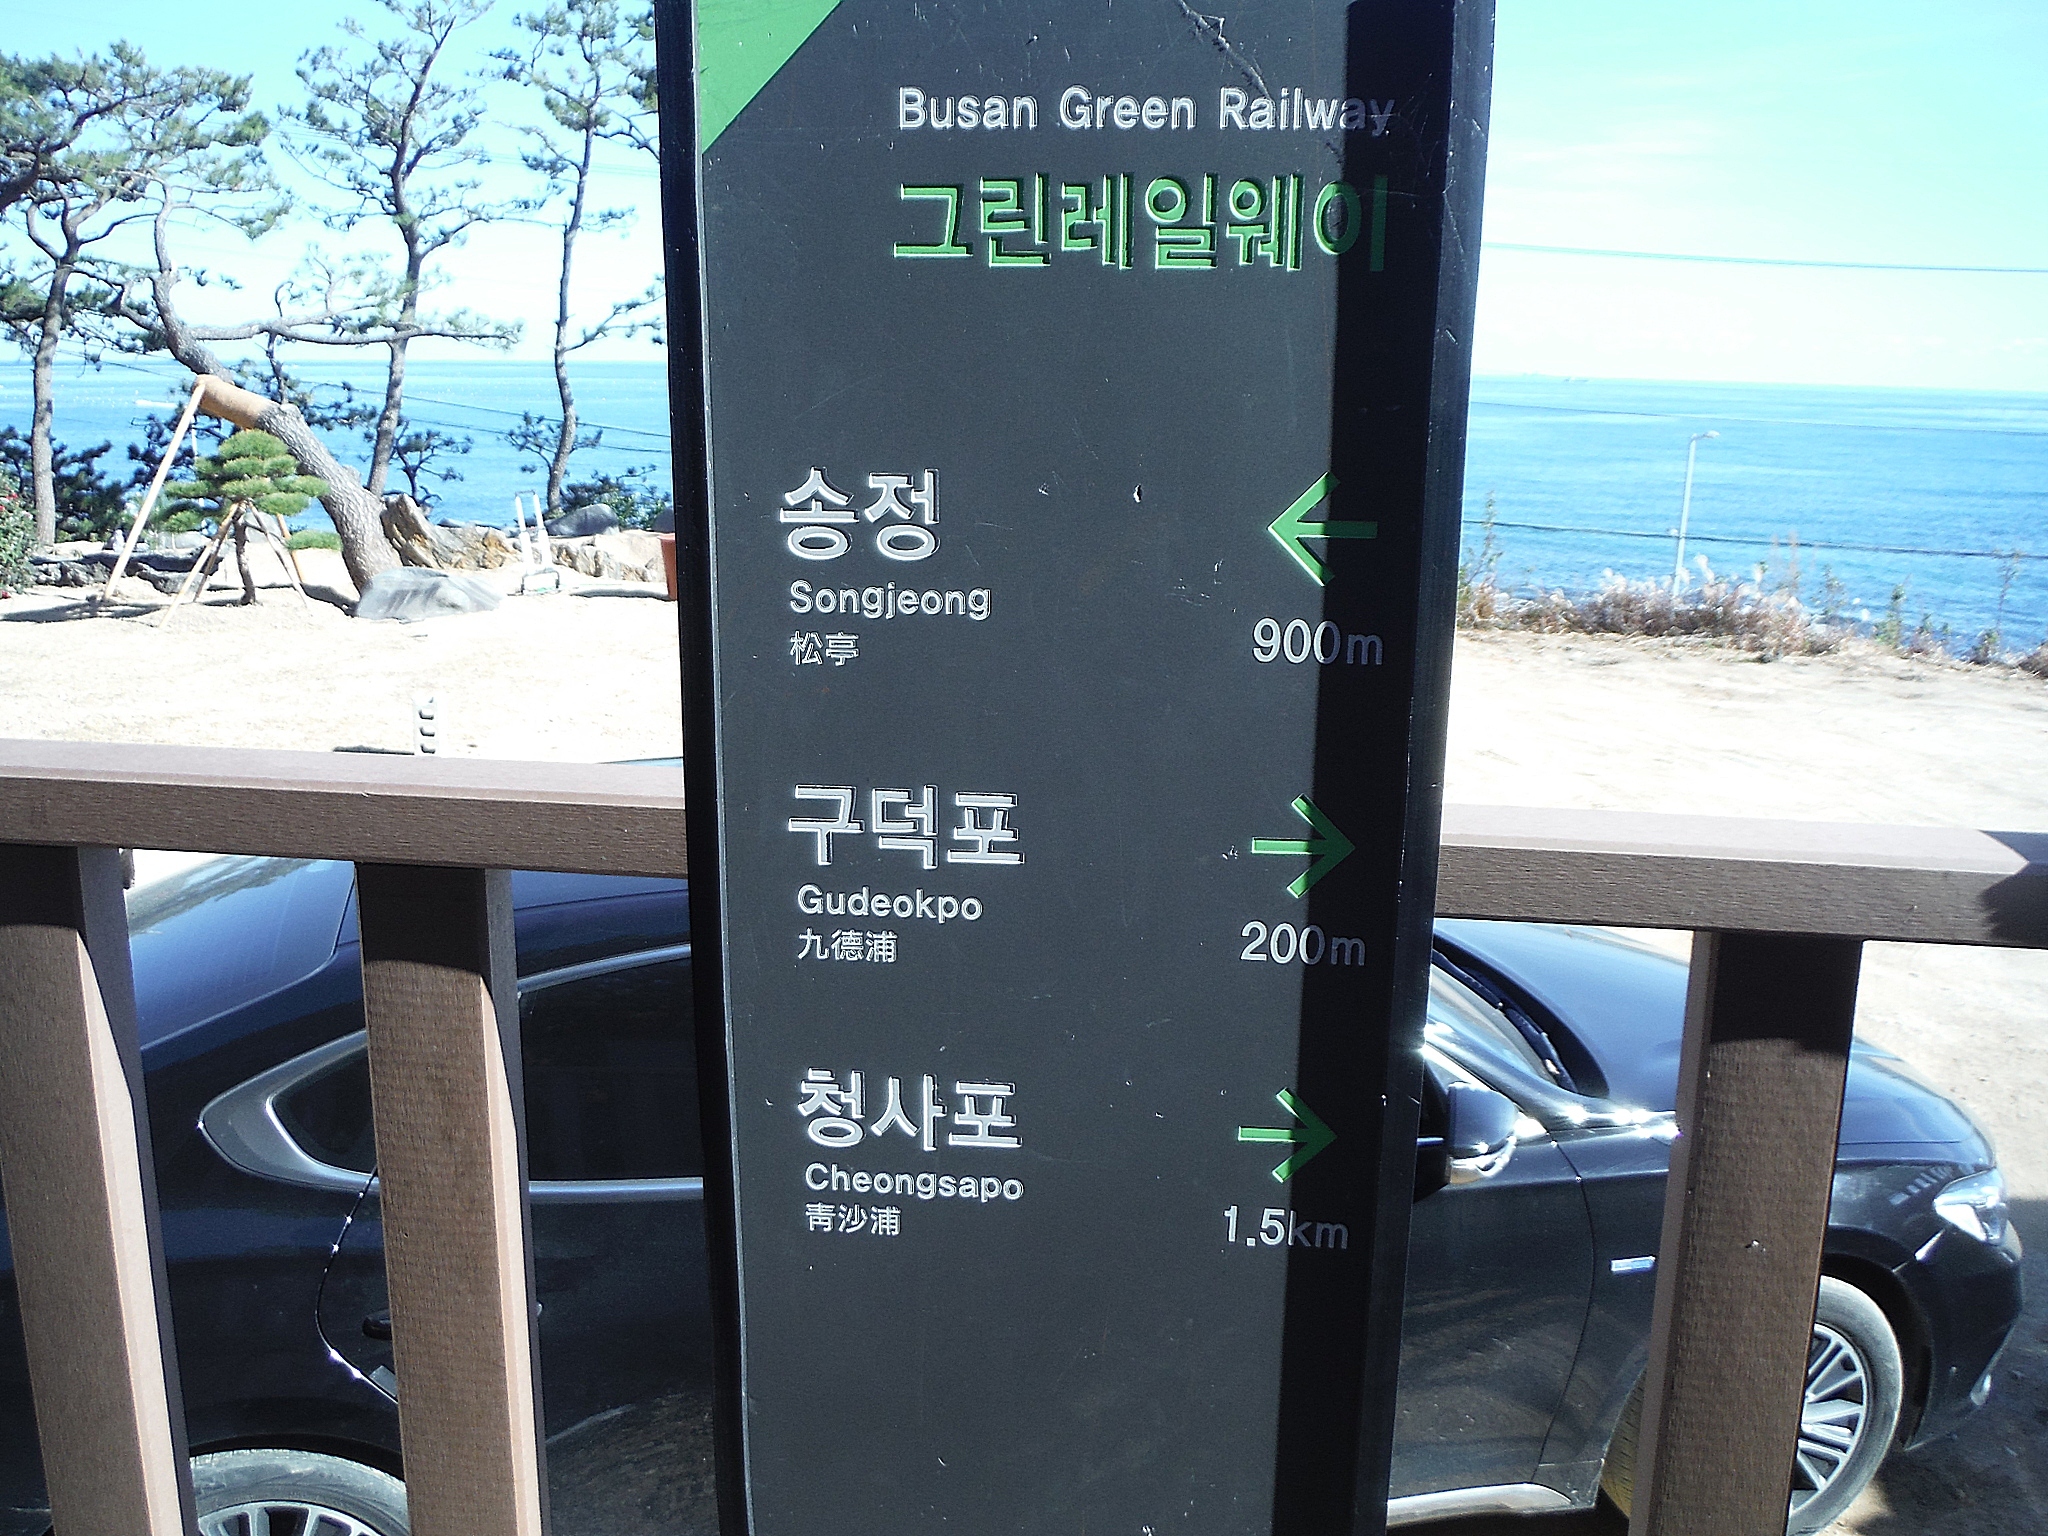 Busan Green Railway
그린레일웨이
송정
Songjeong
松亭
900m
구덕포
Gudeokpo
九德浦
200m
청사포
Cheongsapo
靑沙浦
1.5km